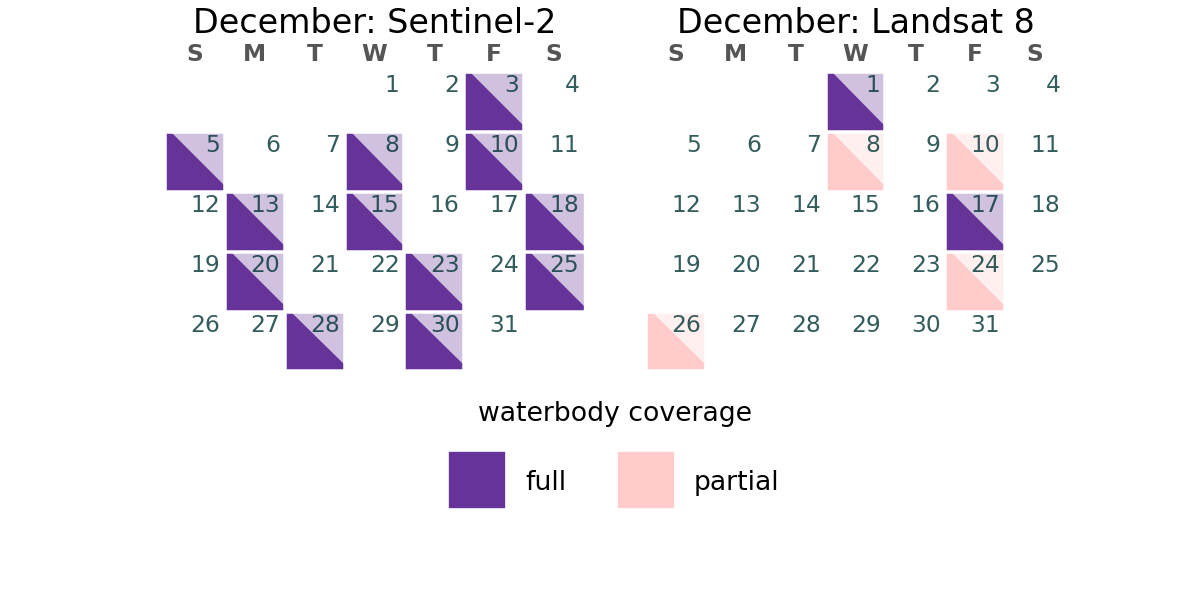 December: Sentinel-2
S M T W T F S
1 2 3 4
5 6 7 8 9 10 11
12 13 14 15 16 17 18
19 20 21 22 23 24 25
26 27 28 29 30 31
December: Landsat 8
S M T W T F S
1 2 3 4
5 6 7 8 9 10 11
12 13 14 15 16 17 18
19 20 21 22 23 24 25
26 27 28 29 30 31
waterbody coverage
full
partial